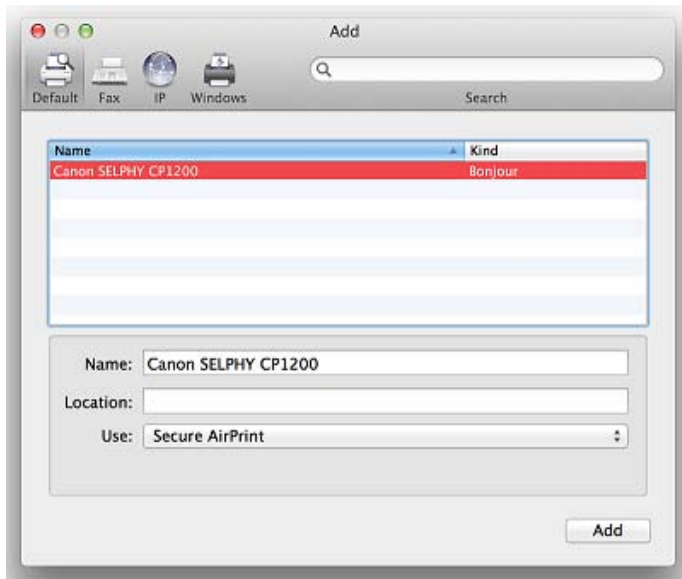 Add
Default Fax IP Windows Search
Name Kind
Canon SELPHY CP1200 Bonjour
Name: Canon SELPHY CP1200
Location:
Use: Secure AirPrint
Add